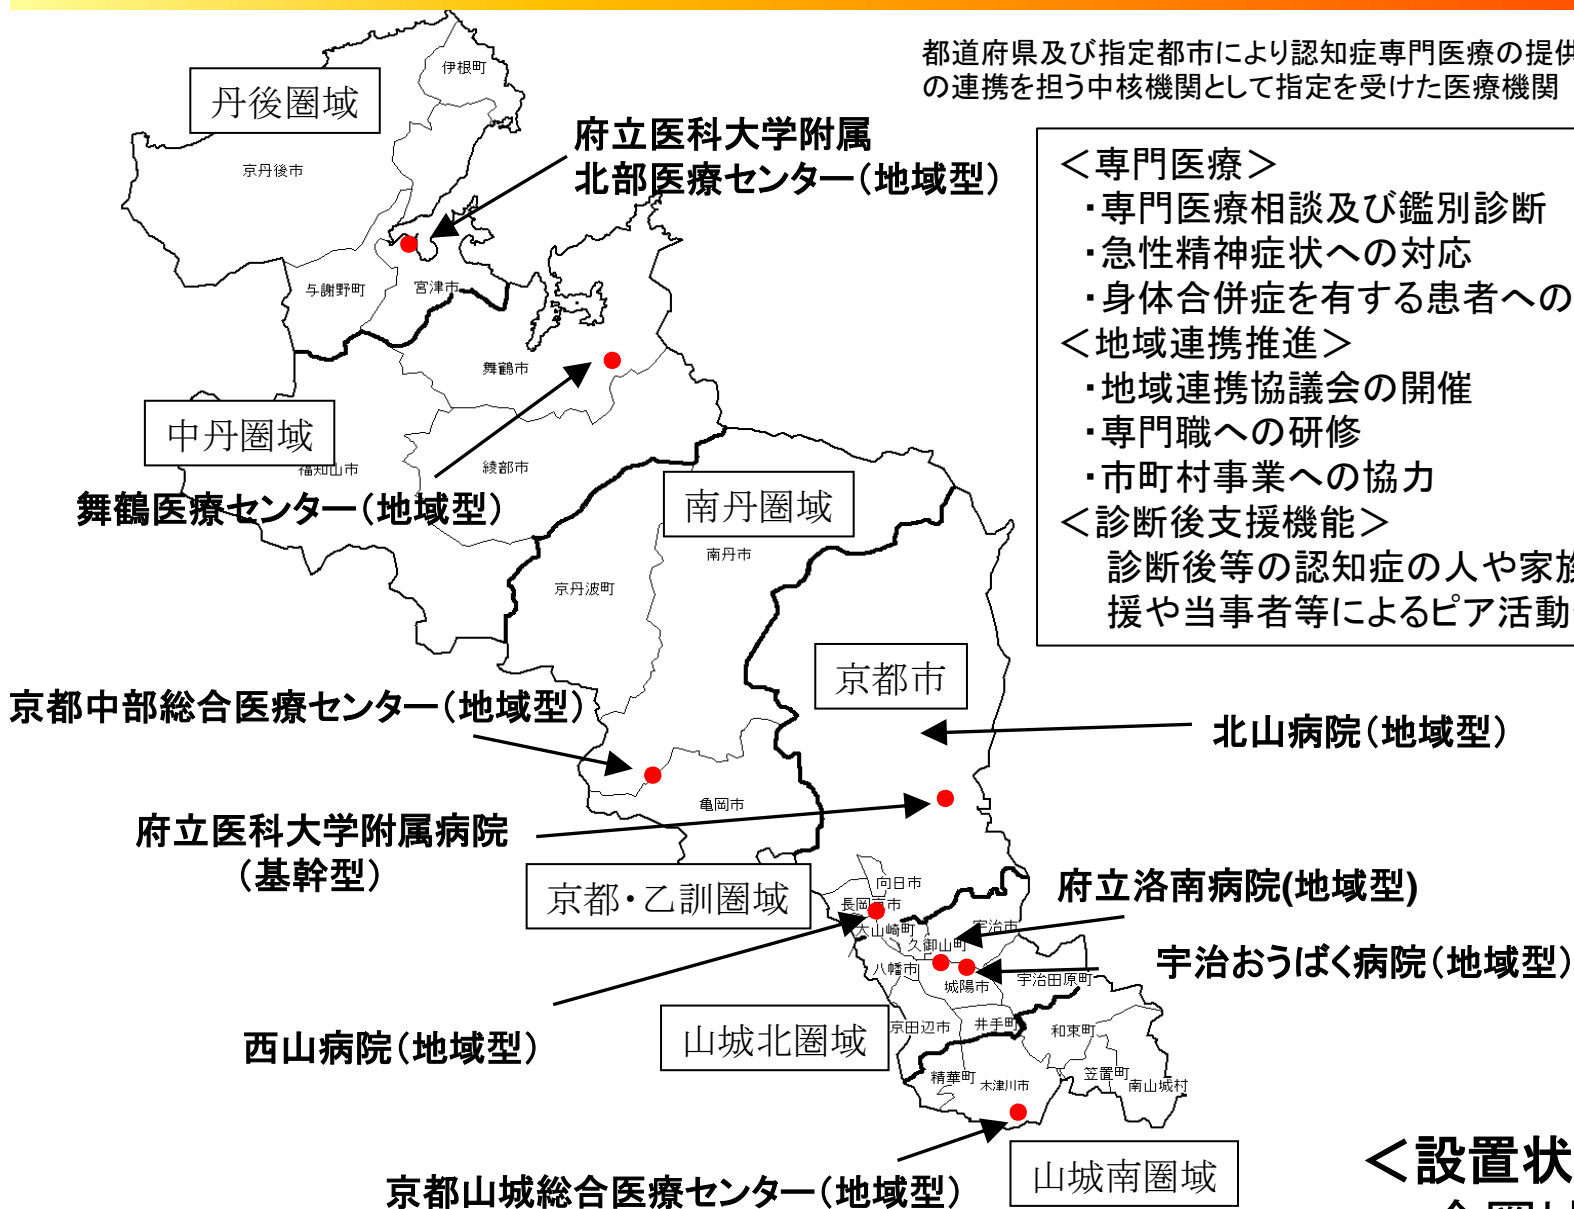 都道府県及び指定都市により認知症専門医療の提供
の連携を担う中核機関として指定を受けた医療機関
伊根町
丹後圏域
府立医科大学附属
北部医療センター(地域型)
京丹後市
与謝野町
宮津市
<専門医療>
・専門医療相談及び鑑別診断
・急性精神症状への対応
・身体合併症を有する患者への
<地域連携推進>
・地域連携協議会の開催
・専門職への研修
・市町村事業への協力
<診断後支援機能>
診断後等の認知症の人や家族
援や当事者等によるピア活動
舞鶴市
中丹圏域
福知山市
綾部市
舞鶴医療センター(地域型)
南丹圏域
南丹市
京丹波町
京都市
京都中部総合医療センター(地域型)
北山病院(地域型)
亀岡市
府立医科大学附属病院
(基幹型)
京都・乙訓圏域
向日市
長岡京市
大山崎町
府立洛南病院(地域型)
宇治市
久御山町
八幡市
城陽市
宇治田原町
宇治おうばく病院(地域型)
京田辺市
井手町
和束町
西山病院(地域型)
山城北圏域
精華町
木津川市
笠置町
南山城村
京都山城総合医療センター(地域型)
山城南圏域
<設置状